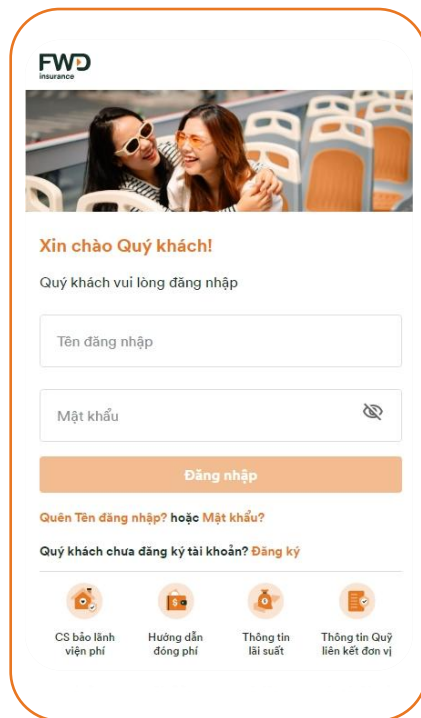 FWD
insurance
Xin chào Quý khách!
Quý khách vui lòng đăng nhập
Tên đăng nhập
Mật khẩu
Đăng nhập
Quên Tên đăng nhập? hoặc Mật khẩu?
Quý khách chưa đăng ký tài khoản? Đăng ký
CS bảo lãnh
viện phí
Hướng dẫn
đóng phí
Thông tin
lãi suất
Thông tin Quỹ
liên kết đơn vị